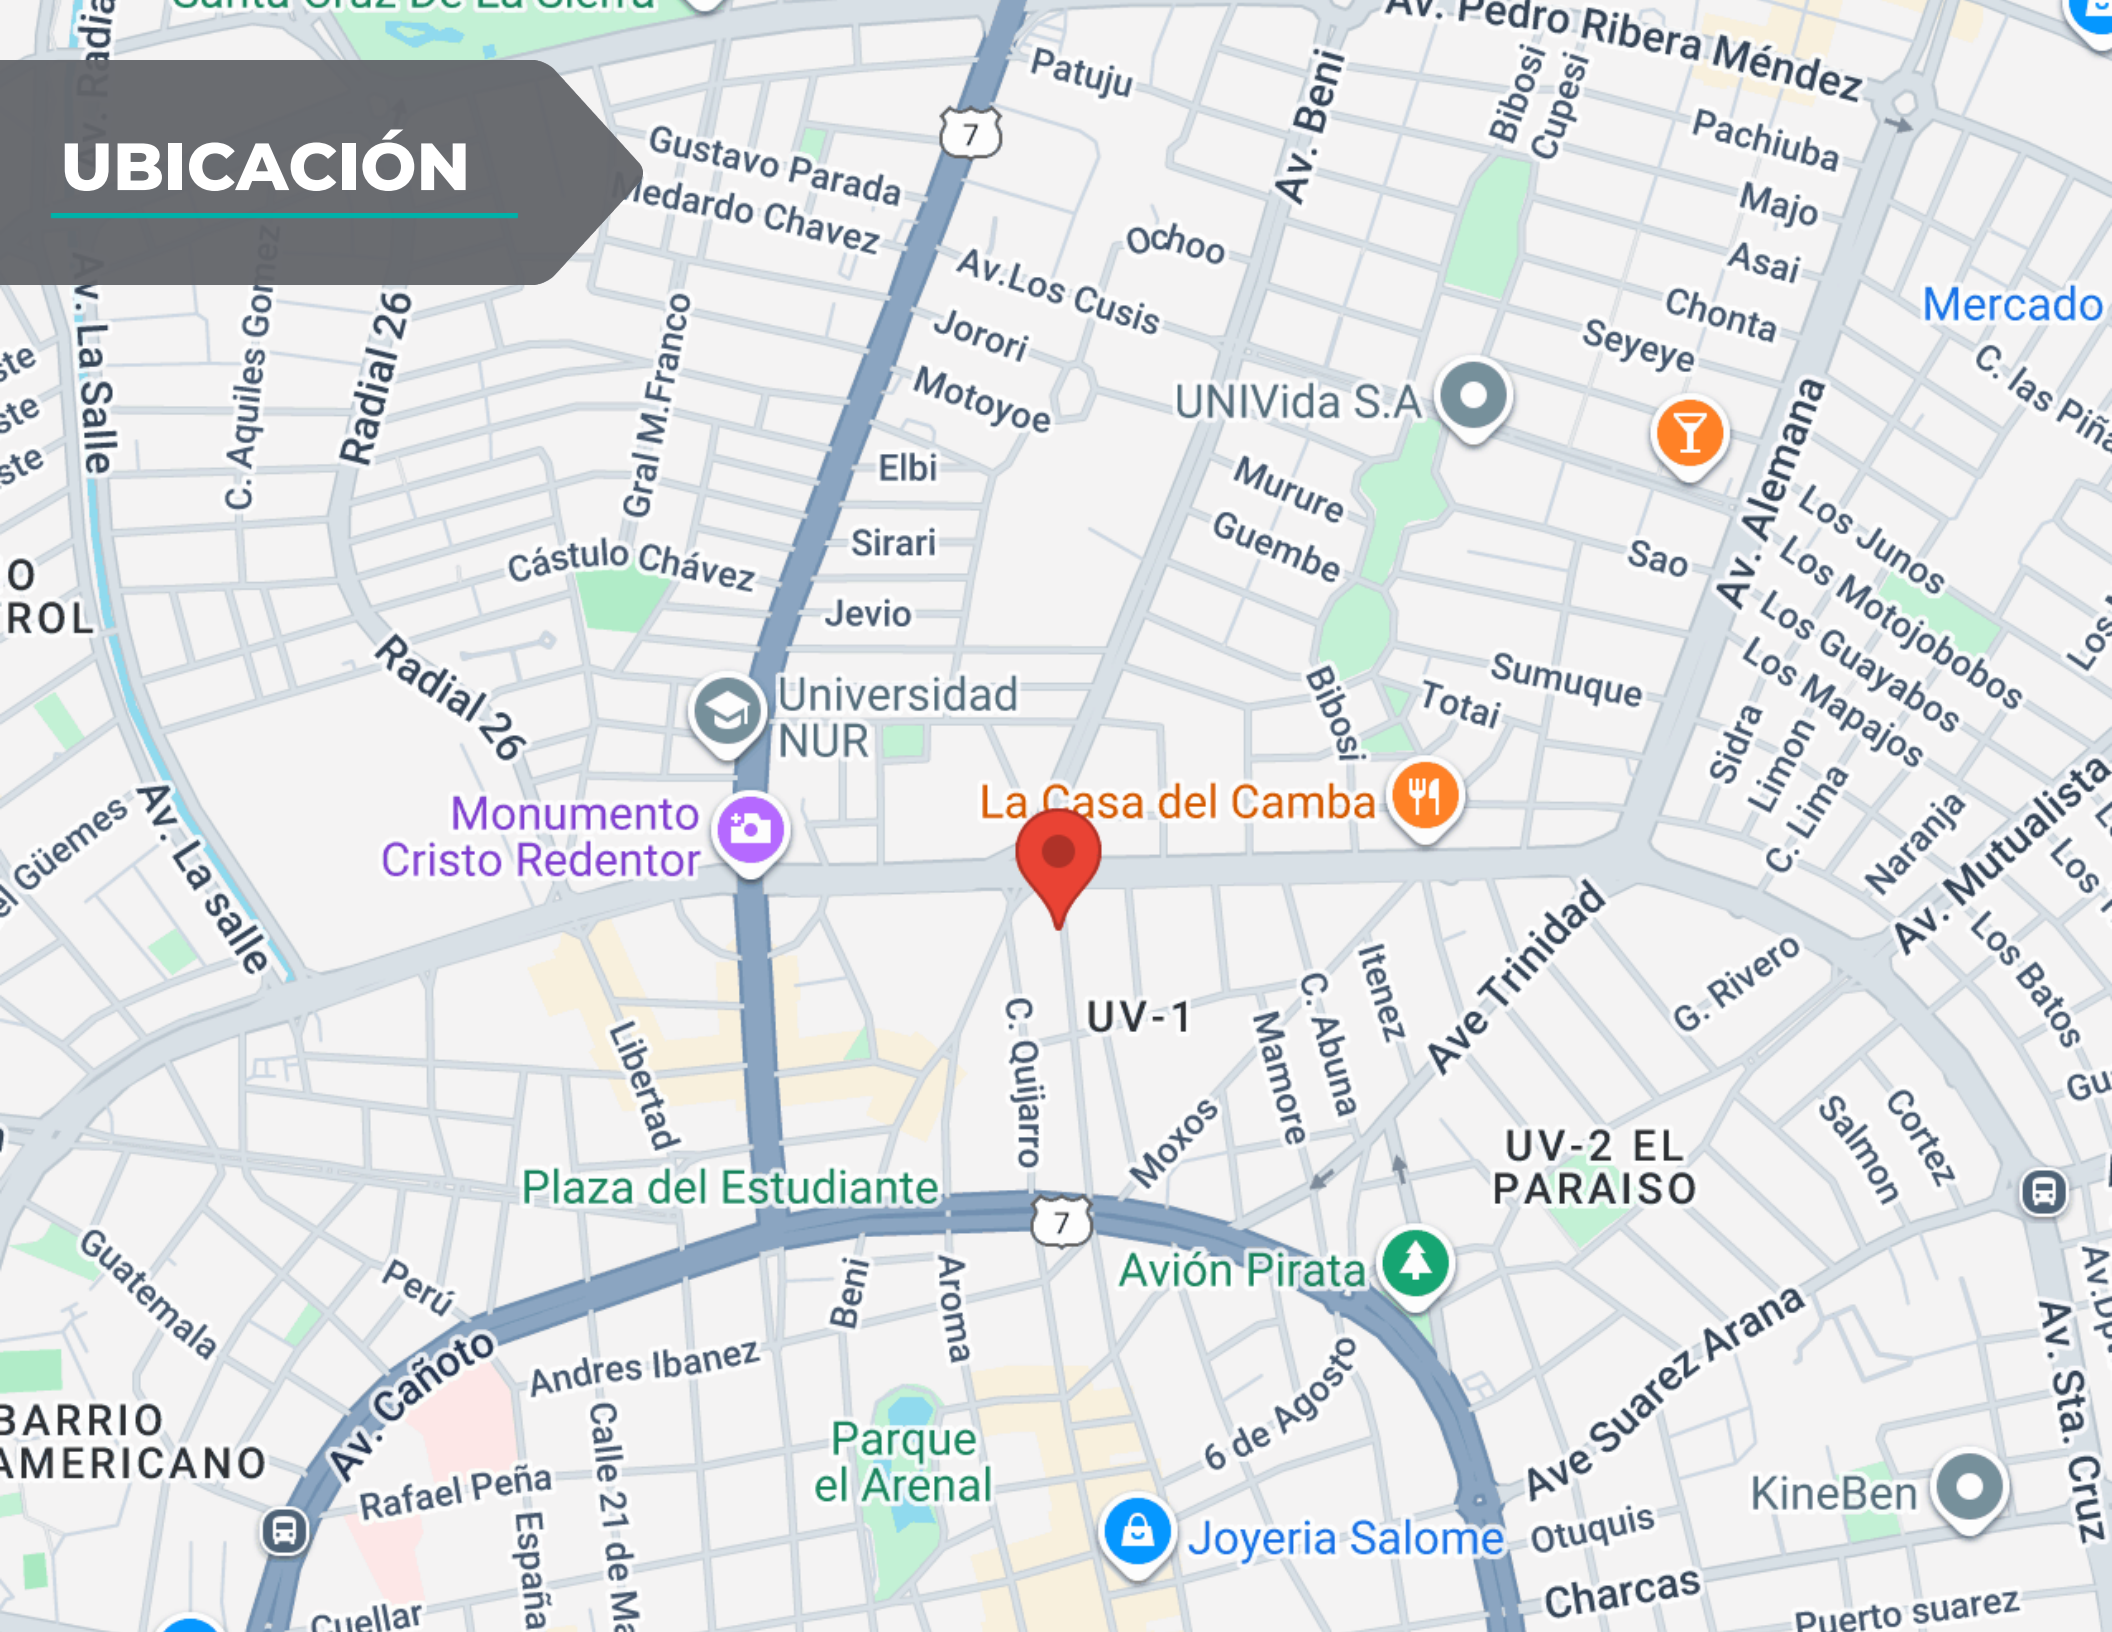 Santa Cruz De La Sierra
Av. Pedro Ribera Méndez
Patuju
Av. Beni
Bibosi
Cupesi
7
Pachiuba
UBICACIÓN
Gustavo Parada
Medardo Chavez
Majo
Ochoo
Asai
Av.Los Cusis
Chonta
Mercado
Jorori
Seyeye
C. Aquiles Gomez
Radial 26
Gral M.Franco
Av. La Salle
Motoyoe
UNIVida S.A
Elbi
Murure
Av. Alemana
Los Junos
Sirari
Guembe
Sao
Los Motojobobos
Cástulo Chávez
Jevio
Los Guayabos
Los Mapajos
Radial 26
Universidad
NUR
Bibosi
Totai
Sumuque
Sidra
Limon
C. Lima
Naranja
Av. Mutualista
Monumento
Cristo Redentor
La Casa del Camba
Av. La salle
Güemes
Ave Trinidad
Los Batos
G. Rivero
Itenez
C. Abuna
Mamore
UV-1
C. Quijarro
Libertad
Moxos
Salmon
Cortez
UV-2 EL
PARAISO
Plaza del Estudiante
7
Avión Pirata
Guatemala
Perú
Beni
Aroma
Av. Cañoto
Andres Ibanez
Ave Suarez Arana
Av. Sta. Cruz
BARRIO
AMERICANO
Calle 21 de Ma
6 de Agosto
Parque
el Arenal
Rafael Peña
España
KineBen
Joyeria Salome
Otuquis
Charcas
Cuellar
Puerto suarez